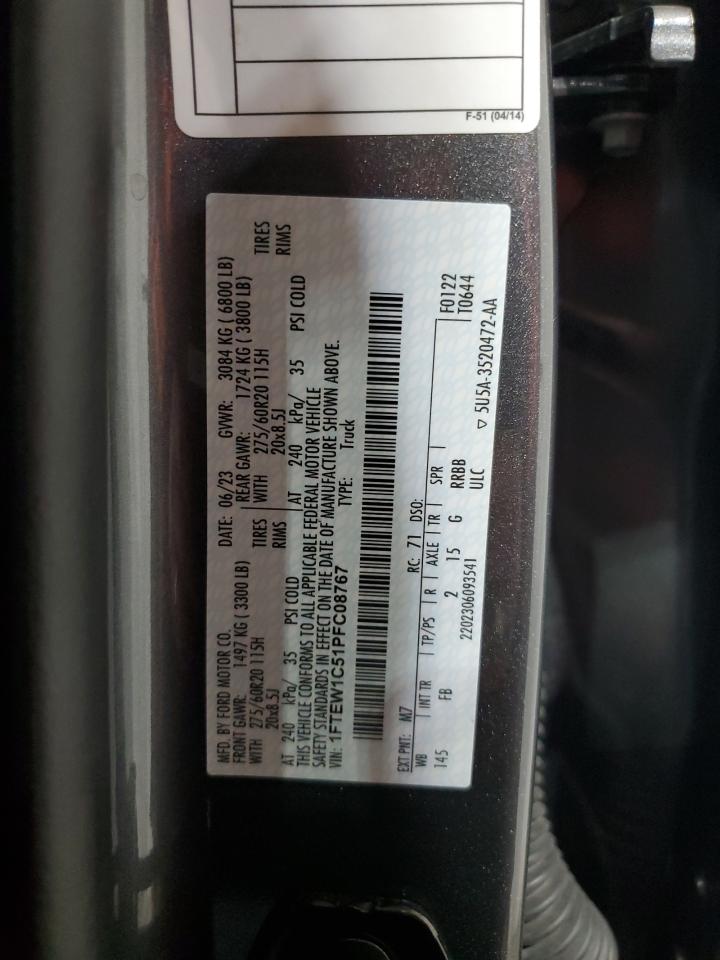 F-51 (04/14)
MFD. BY FORD MOTOR CO. DATE: 06/23 GVWR: 3084 KG ( 6800 LB)
FRONT GAWR: 1497 KG ( 3300 LB) REAR GAWR: 1724 KG ( 3800 LB)
WITH 275/60R20 115H TIRES WITH 275/60R20 115H TIRES
20x8.5J RIMS 20x8.5J RIMS
AT 240 kPa/ 35 PSI COLD AT 240 kPa/ 35 PSI COLD
THIS VEHICLE CONFORMS TO ALL APPLICABLE FEDERAL MOTOR VEHICLE
SAFETY STANDARDS IN EFFECT ON THE DATE OF MANUFACTURE SHOWN ABOVE.
VIN: 1FTEW1C51PFC08767 TYPE: Truck
EXT PNT: M7 RC: 71 DSO: F0122
WB INT TR TP/PS R AXLE TR SPR T0644
145 FB 2 15 G RRBB
2202306093541 ULC ▽ 5U5A-3520472-AA